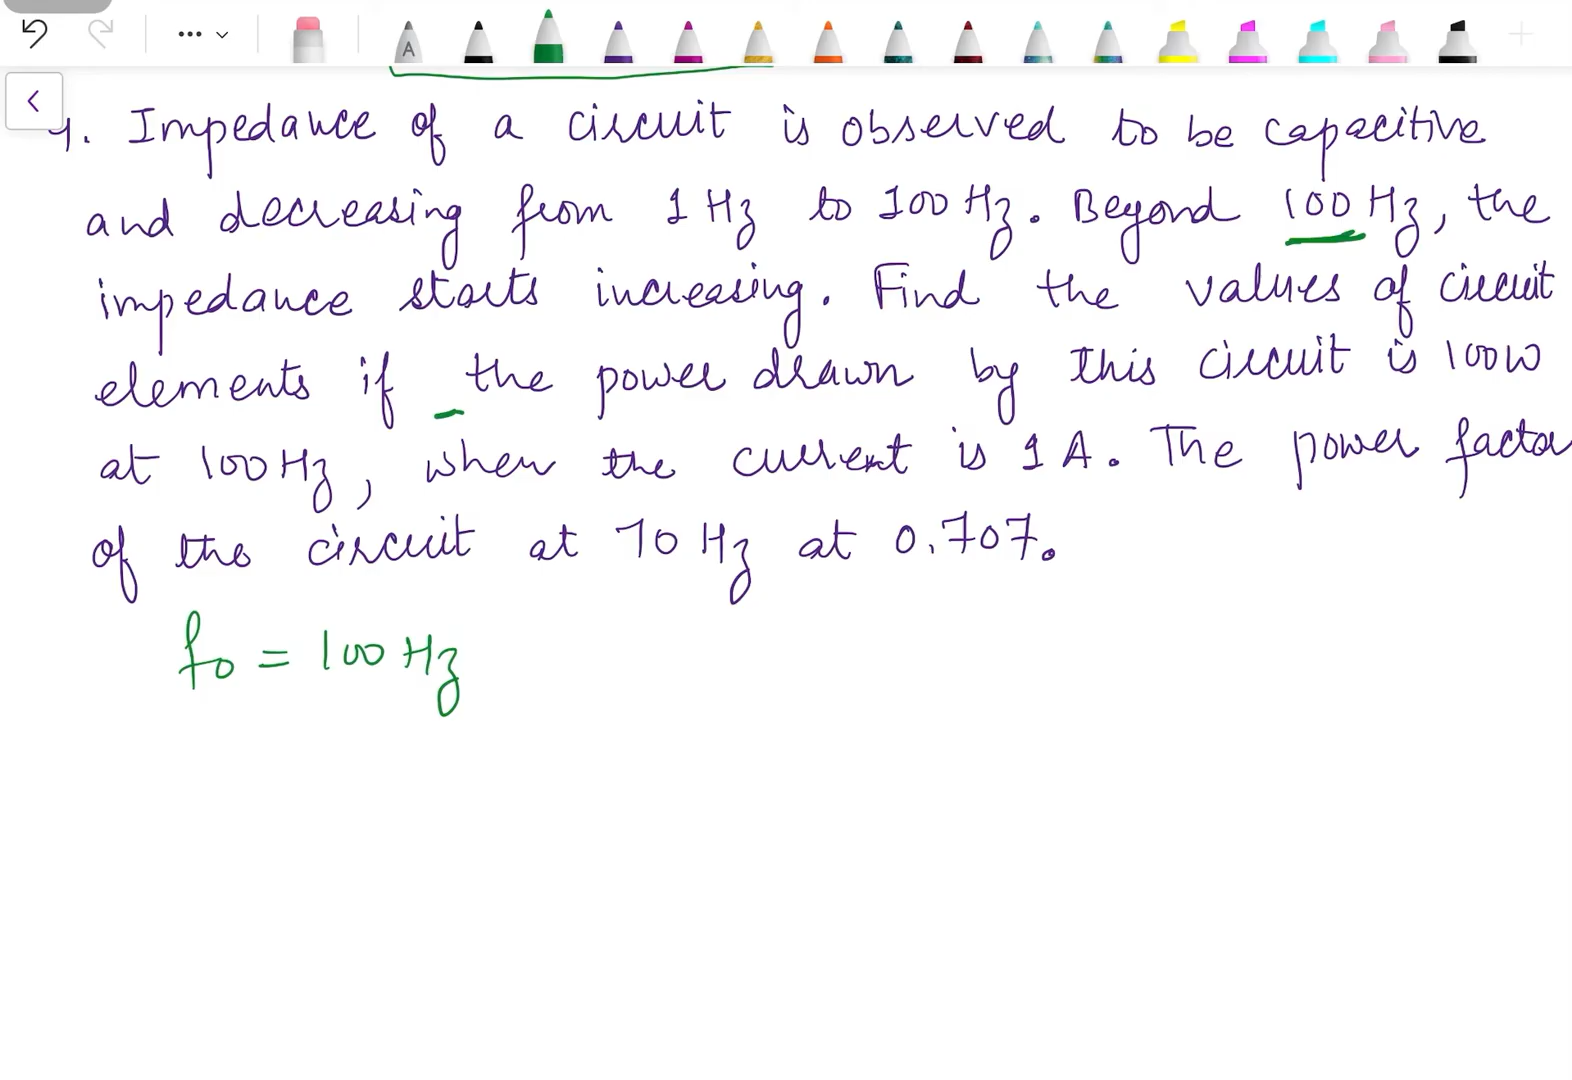 A
4. Impedance of a circuit is observed to be capacitive
and decreasing from 1 Hz to 100 Hz. Beyond 100 Hz, the
impedance starts increasing. Find the values of circuit
elements if the power drawn by this circuit is 100W
at 100 Hz, when the current is 1 A. The power factor
of the circuit at 70 Hz at 0.707.
fo = 100 Hz